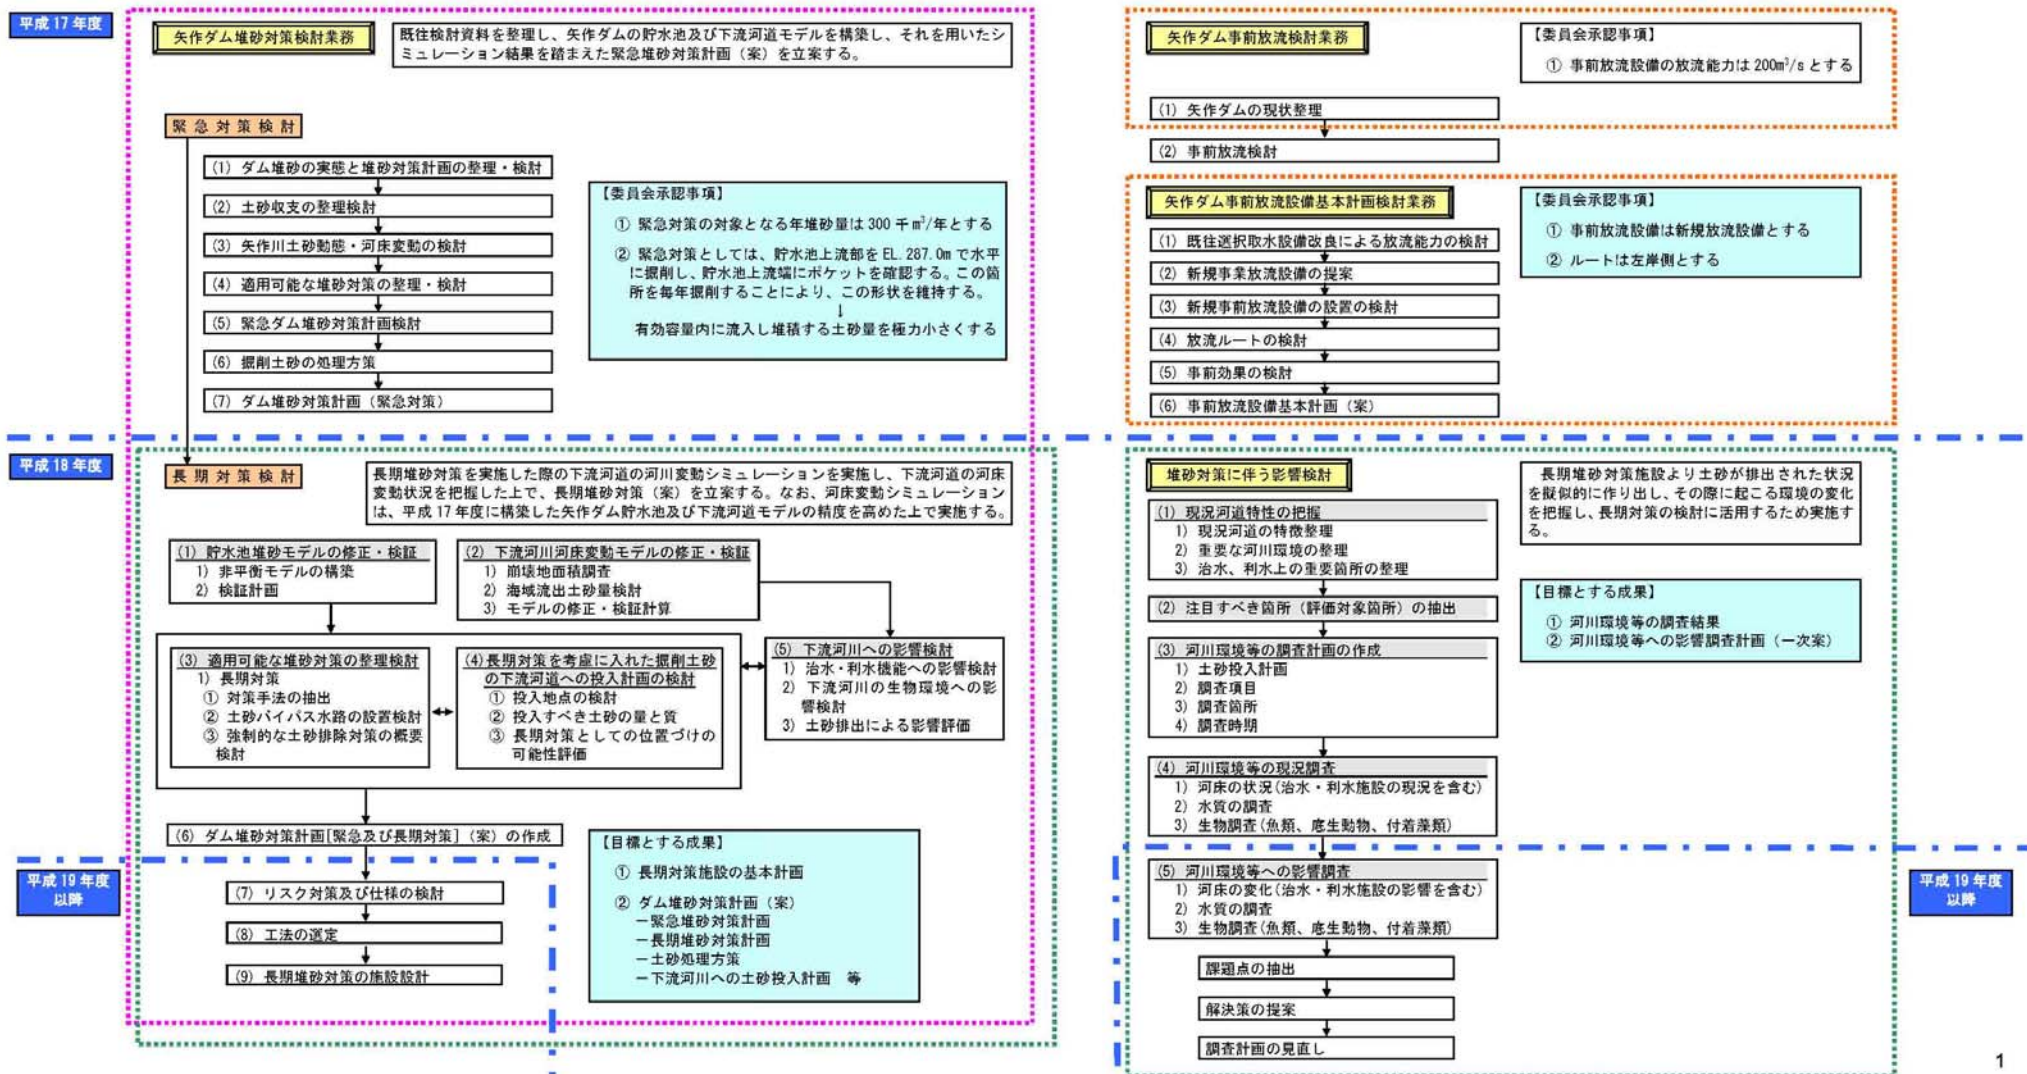 平成 17 年度
矢作ダム堆砂対策検討業務
既往検討資料を整理し、矢作ダムの貯水池及び下流河道モデルを構築し、それを用いたシ
ミュレーション結果を踏まえた緊急堆砂対策計画（案）を立案する。
緊 急 対 策 検 討
(1) ダム堆砂の実態と堆砂対策計画の整理・検討
(2) 土砂収支の整理検討
(3) 矢作川土砂動態・河床変動の検討
(4) 適用可能な堆砂対策の整理・検討
(5) 緊急ダム堆砂対策計画検討
(6) 掘削土砂の処理方策
(7) ダム堆砂対策計画（緊急対策）
【委員会承認事項】
① 緊急対策の対象となる年堆砂量は 300 千 m³/年とする
② 緊急対策としては、貯水池上流部を EL. 287.0m で水平
に掘削し、貯水池上流端にポケットを確認する。この箇
所を毎年掘削することにより、この形状を維持する。
↓
有効容量内に流入し堆積する土砂量を極力小さくする
矢作ダム事前放流検討業務
【委員会承認事項】
① 事前放流設備の放流能力は 200m³/s とする
(1) 矢作ダムの現状整理
(2) 事前放流検討
矢作ダム事前放流設備基本計画検討業務
【委員会承認事項】
① 事前放流設備は新規放流設備とする
② ルートは左岸側とする
(1) 既往選択取水設備改良による放流能力の検討
(2) 新規事業放流設備の提案
(3) 新規事前放流設備の設置の検討
(4) 放流ルートの検討
(5) 事前効果の検討
(6) 事前放流設備基本計画（案）
平成 18 年度
長 期 対 策 検 討
長期堆砂対策を実施した際の下流河道の河川変動シミュレーションを実施し、下流河道の河床
変動状況を把握した上で、長期堆砂対策（案）を立案する。なお、河床変動シミュレーション
は、平成 17 年度に構築した矢作ダム貯水池及び下流河道モデルの精度を高めた上で実施する。
(1) 貯水池堆砂モデルの修正・検証
1) 非平衡モデルの構築
2) 検証計画
(2) 下流河川河床変動モデルの修正・検証
1) 崩壊地面積調査
2) 海域流出土砂量検討
3) モデルの修正・検証計算
(3) 適用可能な堆砂対策の整理検討
1) 長期対策
① 対策手法の抽出
② 土砂バイパス水路の設置検討
③ 強制的な土砂排除対策の概要
検討
(4) 長期対策を考慮に入れた掘削土砂
の下流河道への投入計画の検討
① 投入地点の検討
② 投入すべき土砂の量と質
③ 長期対策としての位置づけの
可能性評価
(5) 下流河川への影響検討
1) 治水・利水機能への影響検討
2) 下流河川の生物環境への影
響検討
3) 土砂排出による影響評価
(6) ダム堆砂対策計画[緊急及び長期対策]（案）の作成
平成 19 年度
以降
(7) リスク対策及び仕様の検討
(8) 工法の選定
(9) 長期堆砂対策の施設設計
【目標とする成果】
① 長期対策施設の基本計画
② ダム堆砂対策計画（案）
－緊急堆砂対策計画
－長期堆砂対策計画
－土砂処理方策
－下流河川への土砂投入計画 等
堆砂対策に伴う影響検討
長期堆砂対策施設より土砂が排出された状況
を擬似的に作り出し、その際に起こる環境の変化
を把握し、長期対策の検討に活用するため実施す
る。
(1) 現況河道特性の把握
1) 現況河道の特徴整理
2) 重要な河川環境の整理
3) 治水、利水上の重要箇所の整理
(2) 注目すべき箇所（評価対象箇所）の抽出
【目標とする成果】
① 河川環境等の調査結果
② 河川環境等への影響調査計画（一次案）
(3) 河川環境等の調査計画の作成
1) 土砂投入計画
2) 調査項目
3) 調査箇所
4) 調査時期
(4) 河川環境等の現況調査
1) 河床の状況(治水・利水施設の現況を含む)
2) 水質の調査
3) 生物調査(魚類、底生動物、付着藻類)
(5) 河川環境等への影響調査
1) 河床の変化(治水・利水施設の影響を含む)
2) 水質の調査
3) 生物調査(魚類、底生動物、付着藻類)
平成 19 年度
以降
課題点の抽出
解決策の提案
調査計画の見直し
1